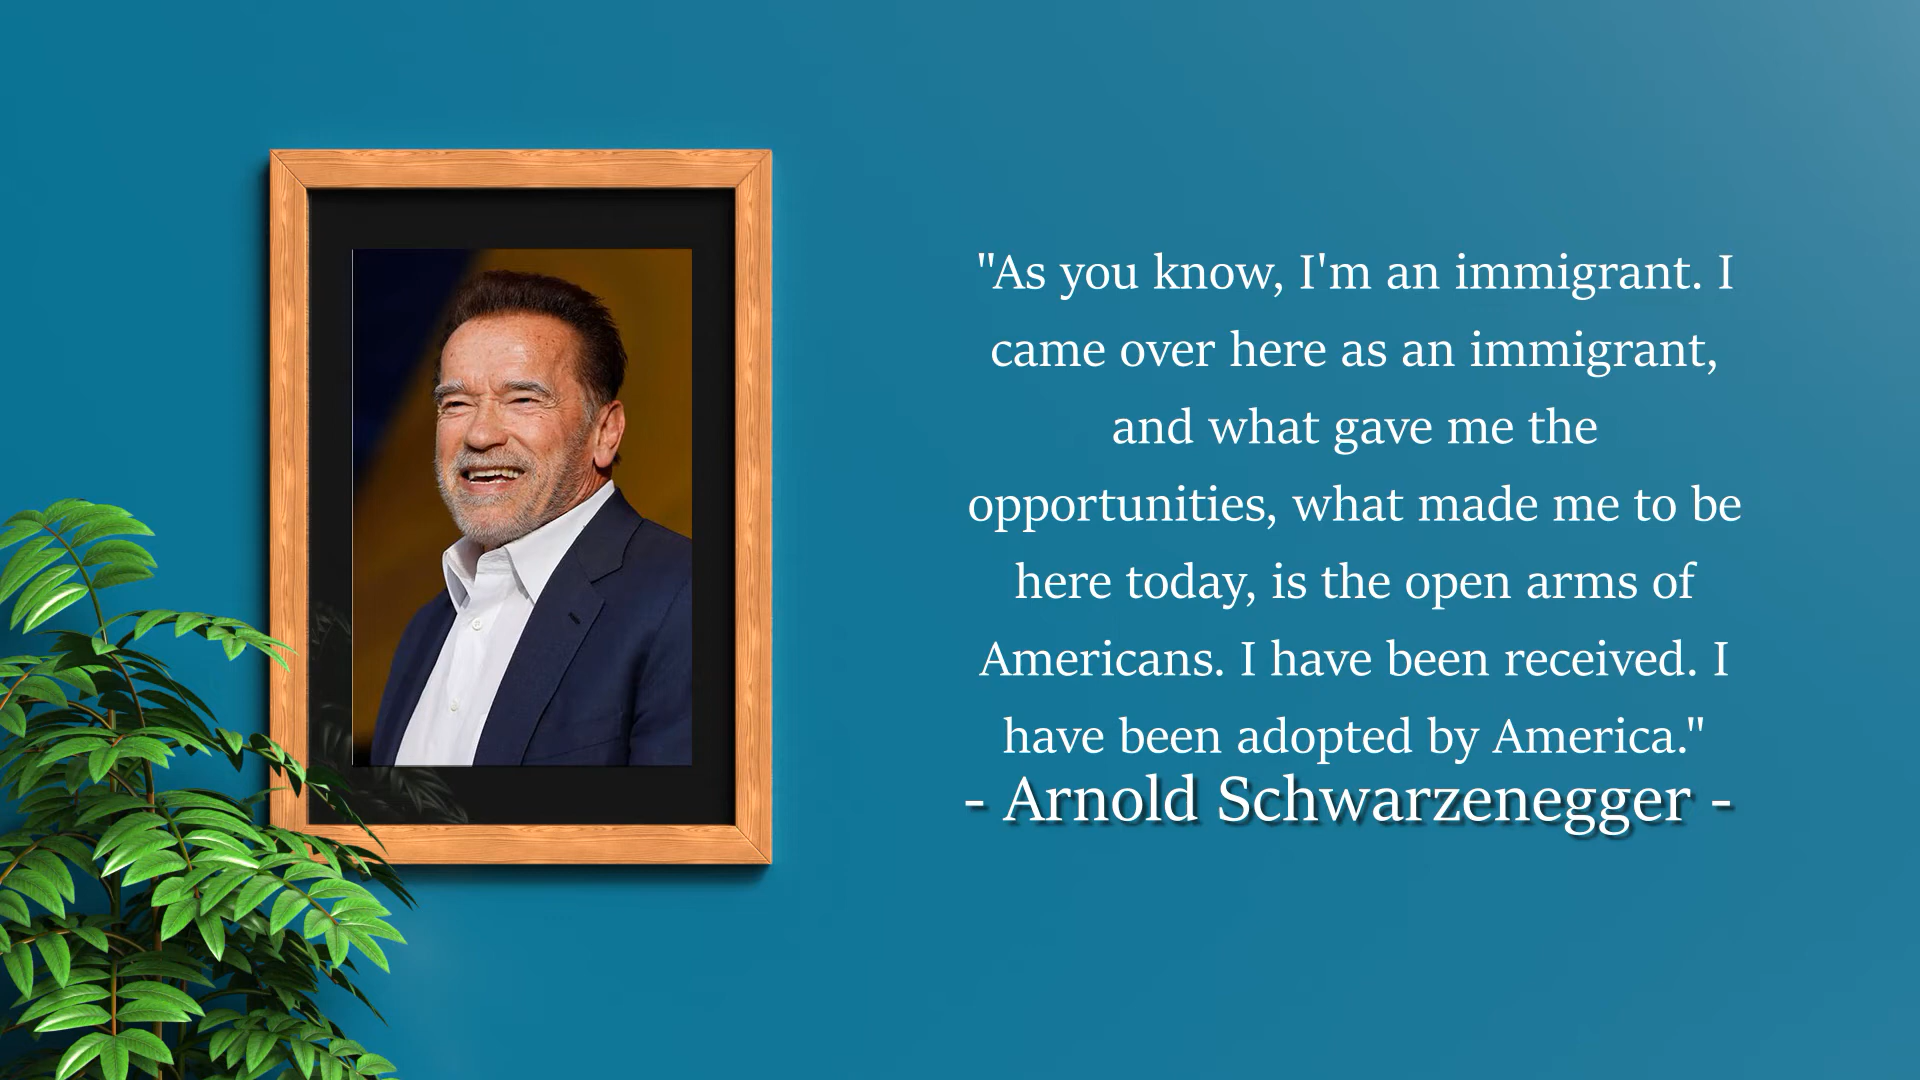 "As you know, I'm an immigrant. I
came over here as an immigrant,
and what gave me the
opportunities, what made me to be
here today, is the open arms of
Americans. I have been received. I
have been adopted by America."
- Arnold Schwarzenegger -